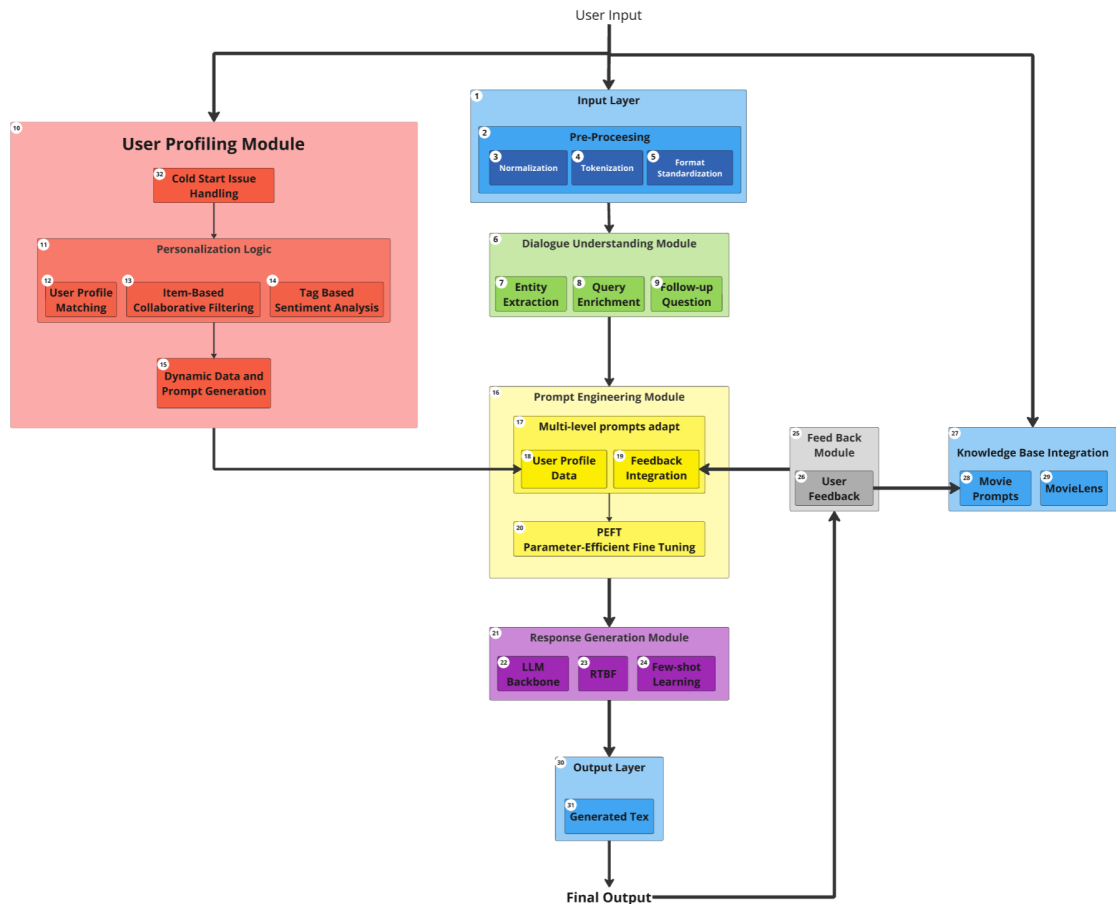 User Input
1
Input Layer
2
Pre-Proceesing
3
Normalization
4
Tokenization
5
Format
Standardization
10
User Profiling Module
32
Cold Start Issue
Handling
11
Personalization Logic
12
User Profile
Matching
13
Item-Based
Collaborative Filtering
14
Tag Based
Sentiment Analysis
15
Dynamic Data and
Prompt Generation
6
Dialogue Understanding Module
7
Entity
Extraction
8
Query
Enrichment
9
Follow-up
Question
16
Prompt Engineering Module
17
Multi-level prompts adapt
18
User Profile
Data
19
Feedback
Integration
20
PEFT
Parameter-Efficient Fine Tuning
25
Feed Back
Module
26
User
Feedback
27
Knowledge Base Integration
28
Movie
Prompts
29
MovieLens
21
Response Generation Module
22
LLM
Backbone
23
RTBF
24
Few-shot
Learning
30
Output Layer
31
Generated Tex
Final Output